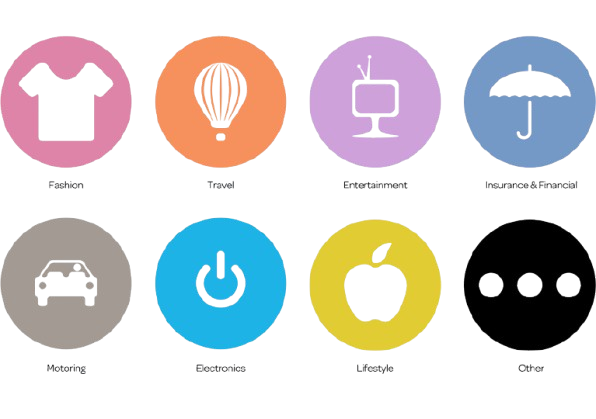 Fashion
Travel
Entertainment
Insurance & Financial
Motoring
Electronics
Lifestyle
Other